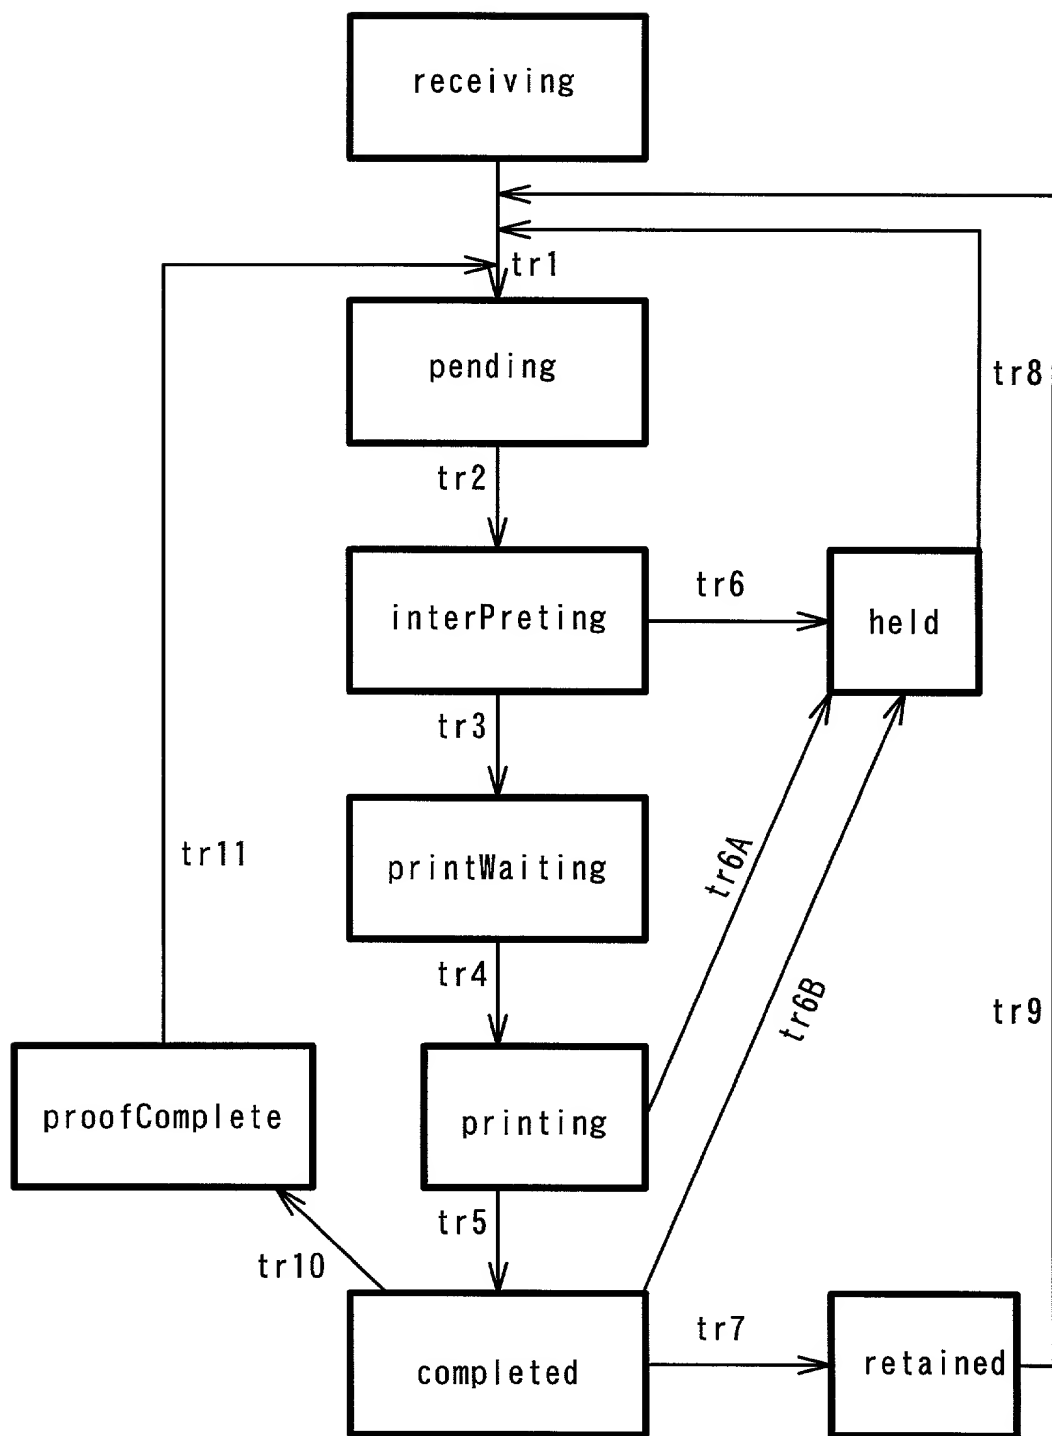 receiving
tr1
pending
tr8
tr2
interPreting
tr6
held
tr3
tr11
printWaiting
tr6A
tr4
tr6B
tr9
proofComplete
printing
tr5
tr10
tr7
completed
retained